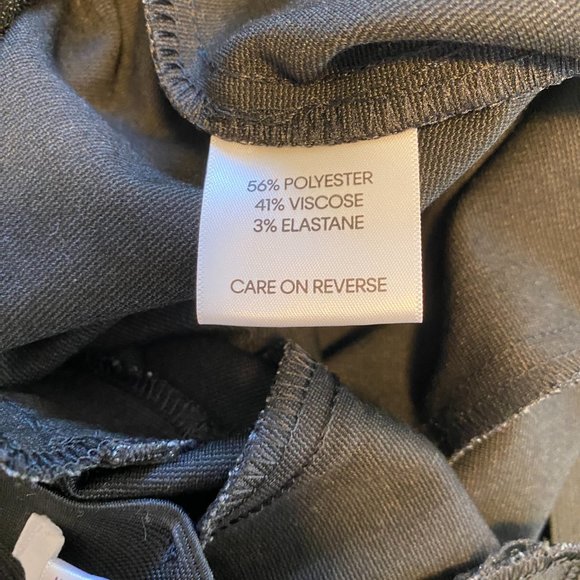 56% POLYESTER
41% VISCOSE
3% ELASTANE
CARE ON REVERSE